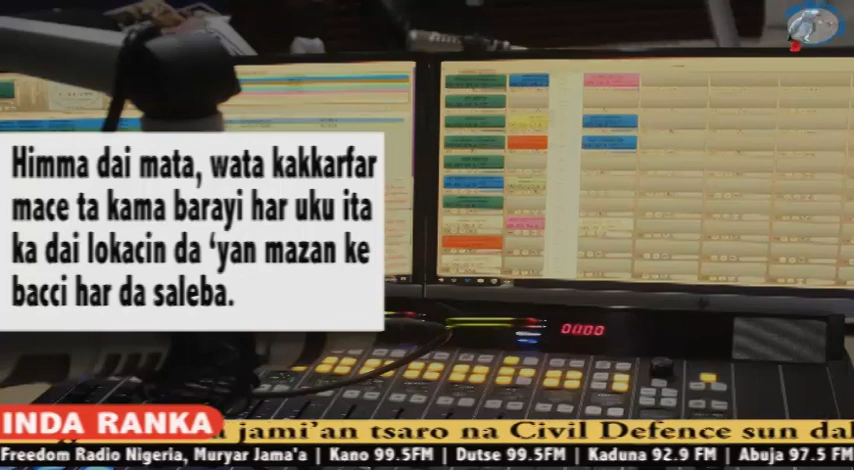 Himma dai mata, wata kakkarfar
mace ta kama barayi har uku ita
ka dai lokacin da ‘yan mazan ke
bacci har da saleba.
00:00
INDA RANKA
jami’an tsaro na Civil Defence sun
Freedom Radio Nigeria, Muryar Jama'a | Kano 99.5FM | Dutse 99.5FM | Kaduna 92.9 FM | Abuja 97.5 FM